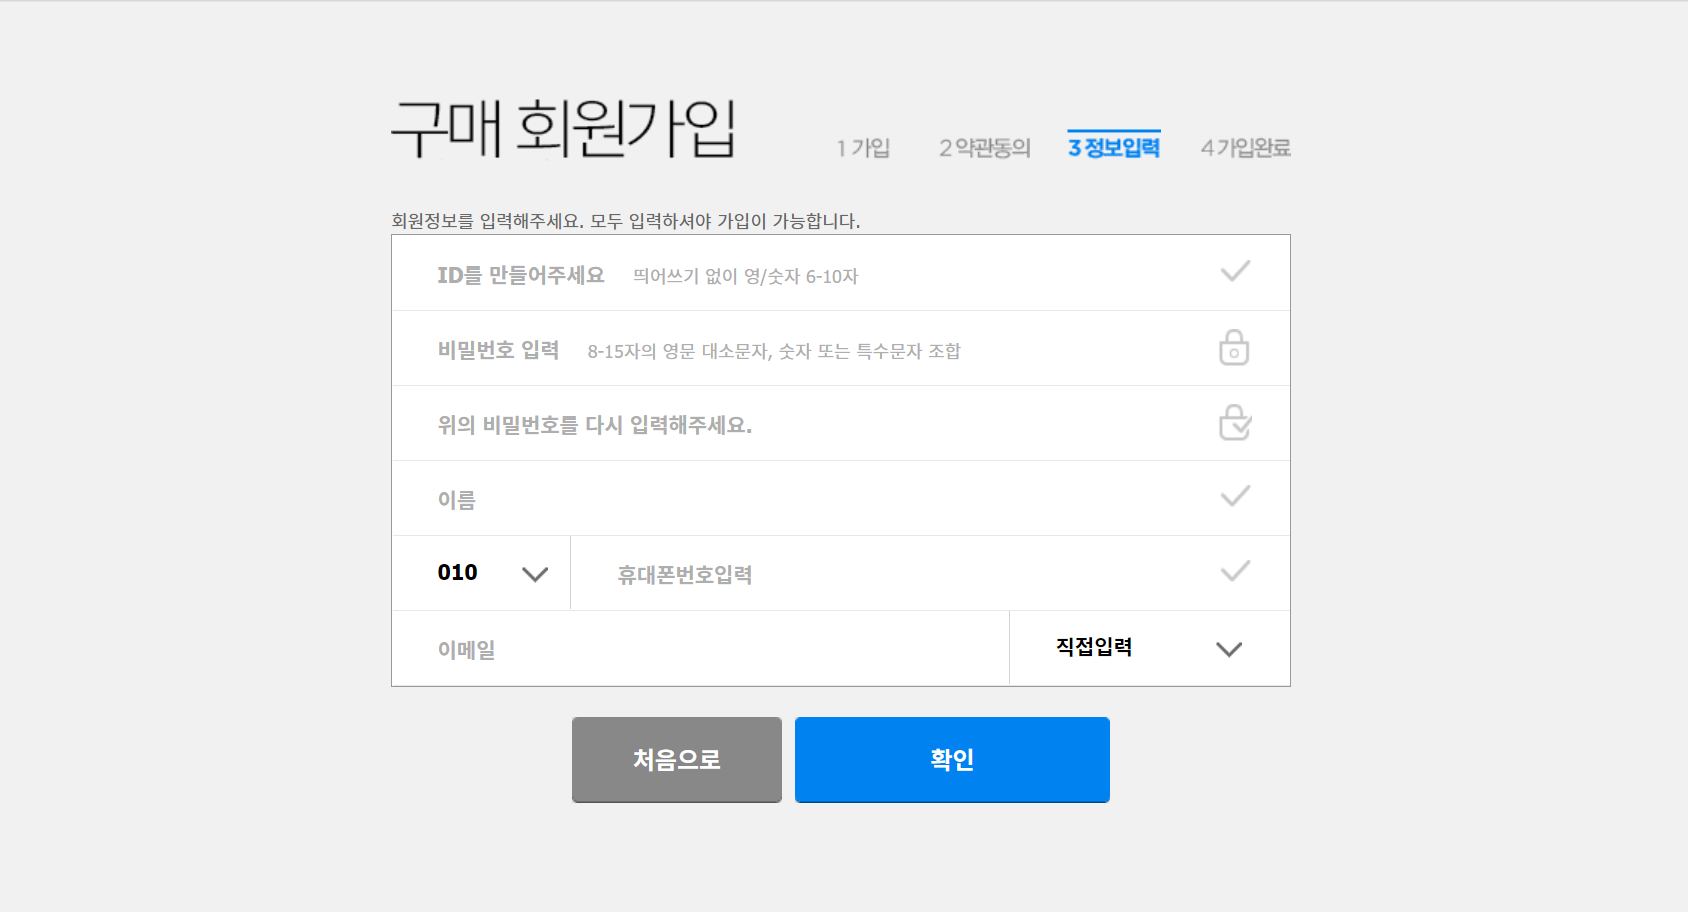 구매 회원가입
1 가입 2 약관동의 3 정보입력 4 가입완료
회원정보를 입력해주세요. 모두 입력하셔야 가입이 가능합니다.
ID를 만들어주세요 띄어쓰기 없이 영/숫자 6-10자
비밀번호 입력 8-15자의 영문 대소문자, 숫자 또는 특수문자 조합
위의 비밀번호를 다시 입력해주세요.
이름
010 휴대폰번호입력
이메일 직접입력
처음으로 확인